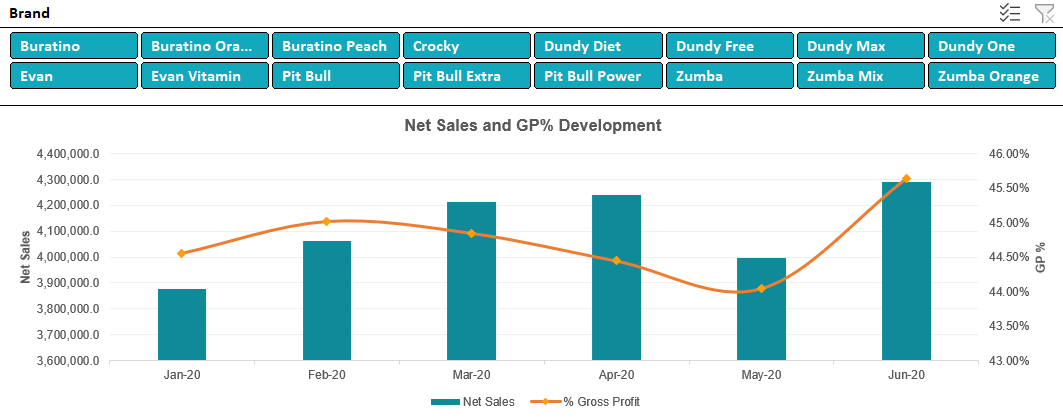 Brand
Buratino Buratino Ora... Buratino Peach Crocky Dundy Diet Dundy Free Dundy Max Dundy One
Evan Evan Vitamin Pit Bull Pit Bull Extra Pit Bull Power Zumba Zumba Mix Zumba Orange
Net Sales and GP% Development
4,400,000.0 46.00%
4,300,000.0 45.50%
4,200,000.0 45.00%
4,100,000.0 44.50%
4,000,000.0 44.00%
3,900,000.0 43.50%
3,800,000.0 43.00%
3,700,000.0
3,600,000.0
Net Sales
GP %
Jan-20 Feb-20 Mar-20 Apr-20 May-20 Jun-20
Net Sales % Gross Profit